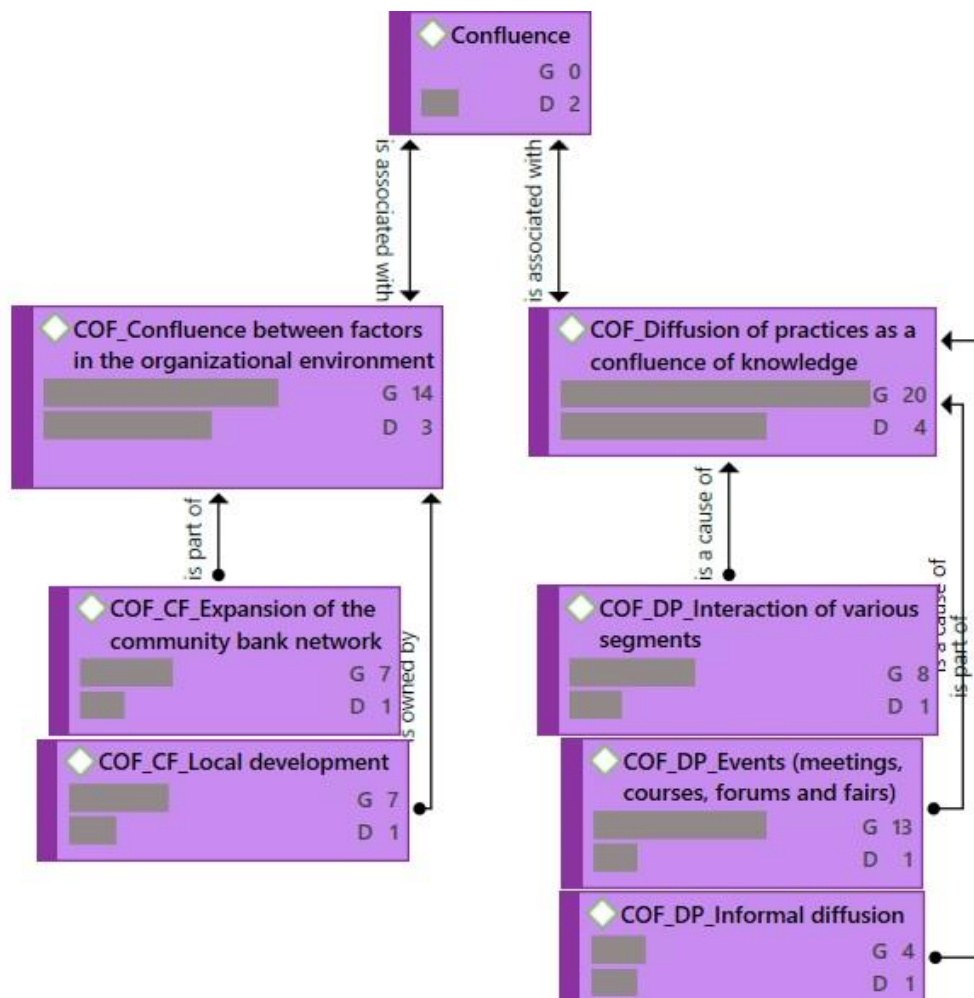 Confluence
G 0
D 2
is associated with
is associated with
COF_Confluence between factors
in the organizational environment
G 14
D 3
COF_Diffusion of practices as a
confluence of knowledge
G 20
D 4
is part of
is a cause of
COF_CF_Expansion of the
community bank network
G 7
D 1
is owned by
COF_DP_Interaction of various
segments
G 8
D 1
is a cause of
is part of
COF_CF_Local development
G 7
D 1
COF_DP_Events (meetings,
courses, forums and fairs)
G 13
D 1
COF_DP_Informal diffusion
G 4
D 1